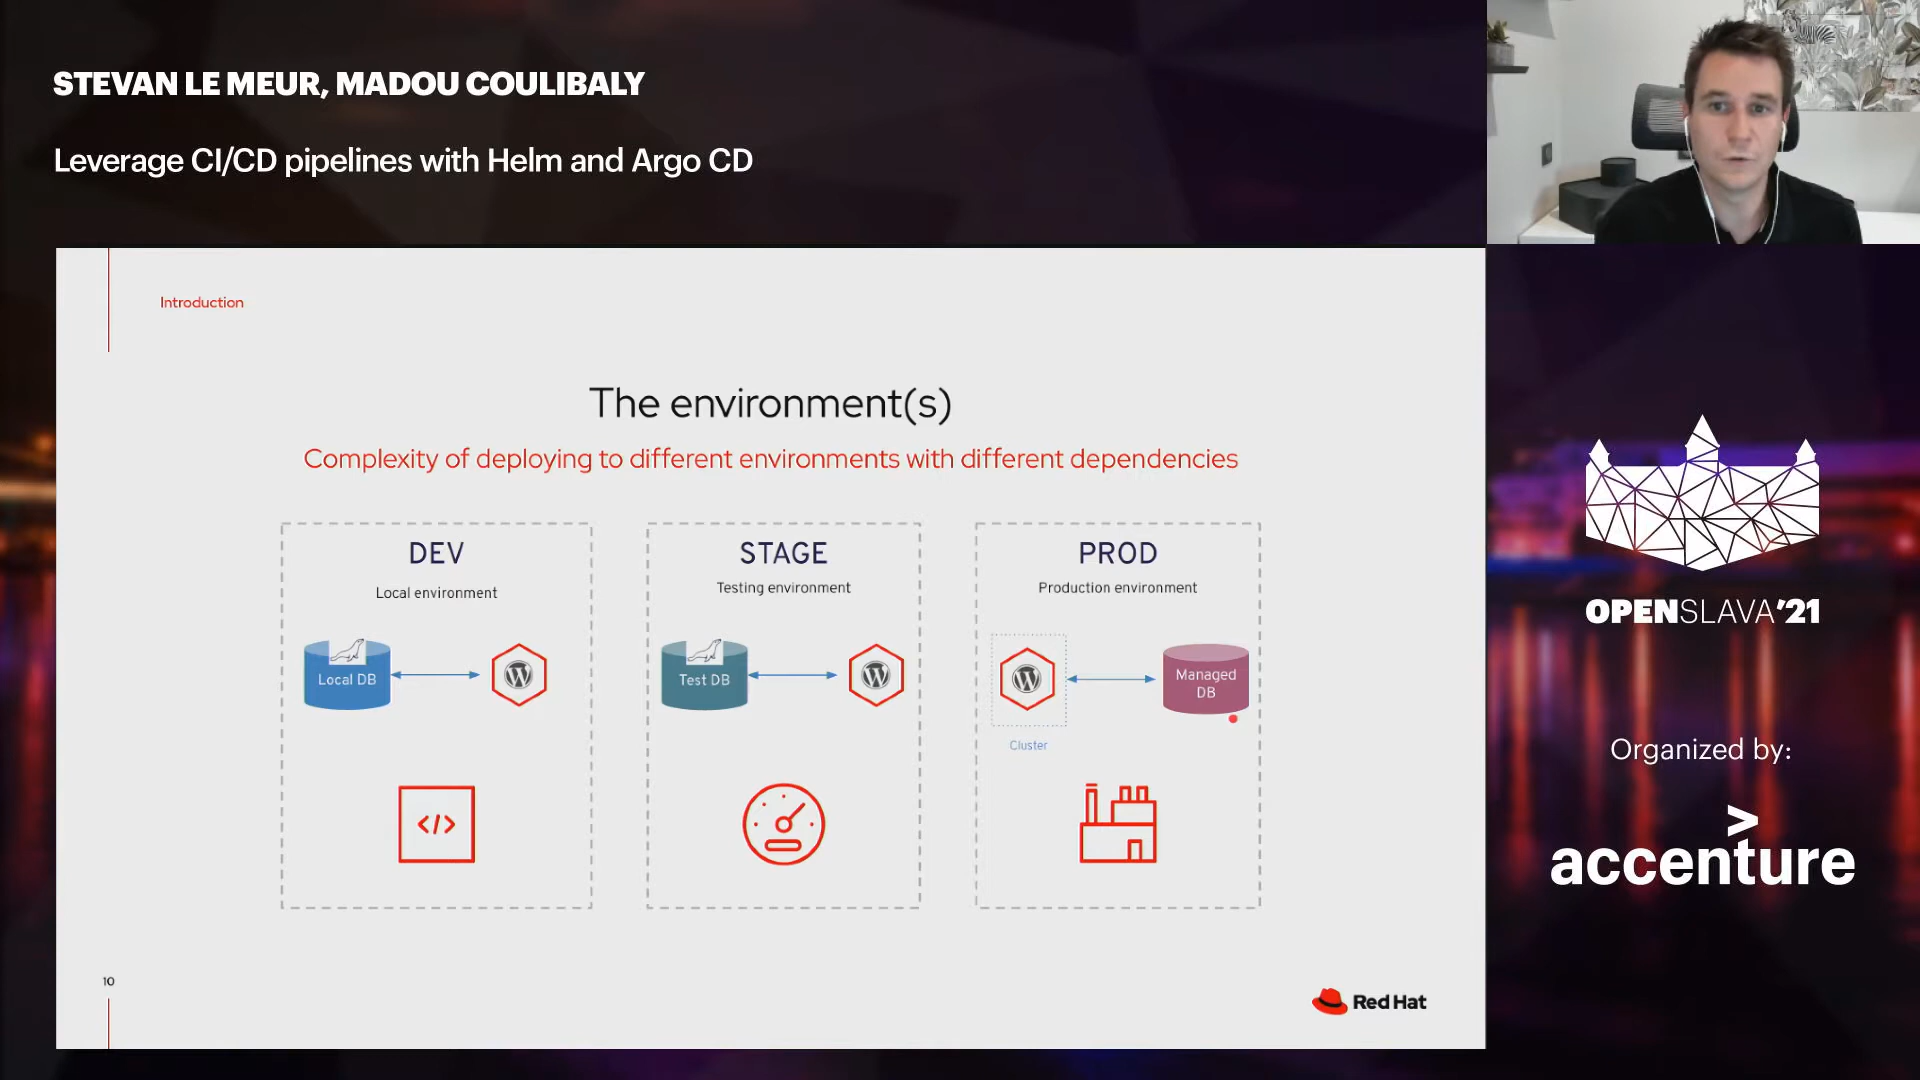 STEVAN LE MEUR, MADOU COULIBALY
Leverage CI/CD pipelines with Helm and Argo CD
Introduction
The environment(s)
Complexity of deploying to different environments with different dependencies
DEV
Local environment
Local DB
STAGE
Testing environment
Test DB
PROD
Production environment
Managed
DB
Cluster
10
Red Hat
OPENSLAVA'21
Organized by:
accenture